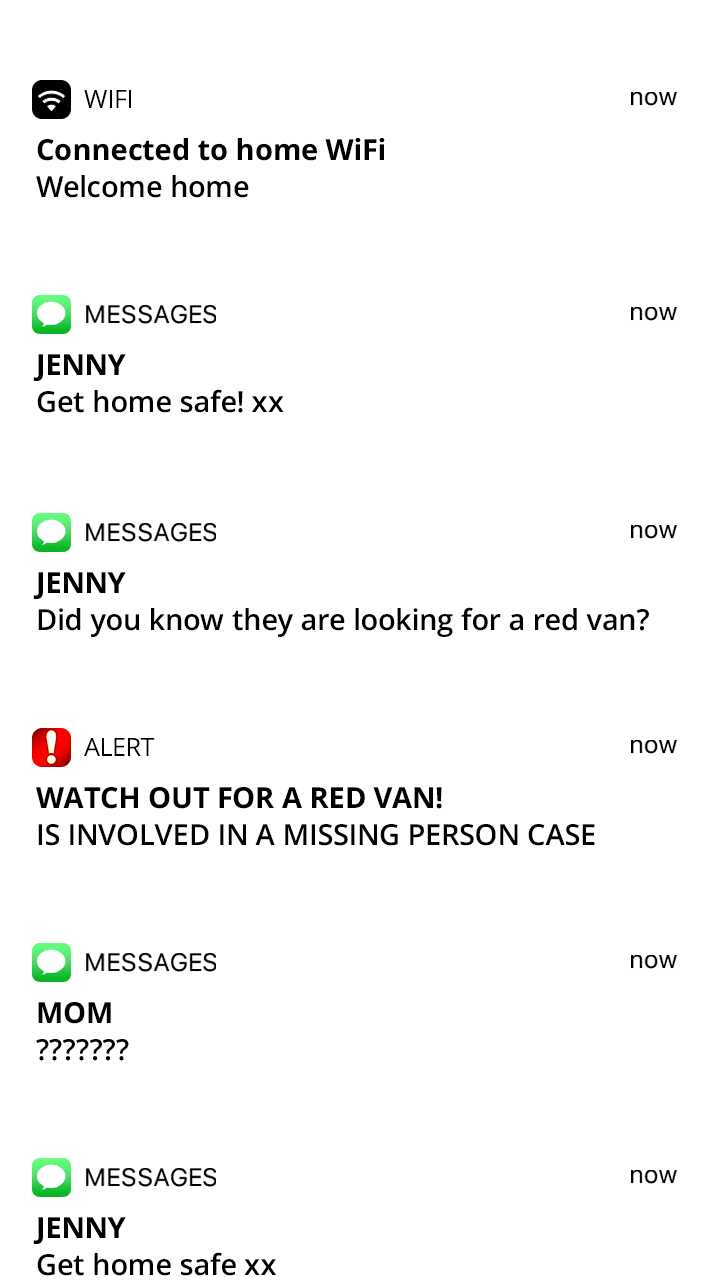 WIFI now
Connected to home WiFi
Welcome home
MESSAGES now
JENNY
Get home safe! xx
MESSAGES now
JENNY
Did you know they are looking for a red van?
ALERT now
WATCH OUT FOR A RED VAN!
IS INVOLVED IN A MISSING PERSON CASE
MESSAGES now
MOM
???????
MESSAGES now
JENNY
Get home safe xx